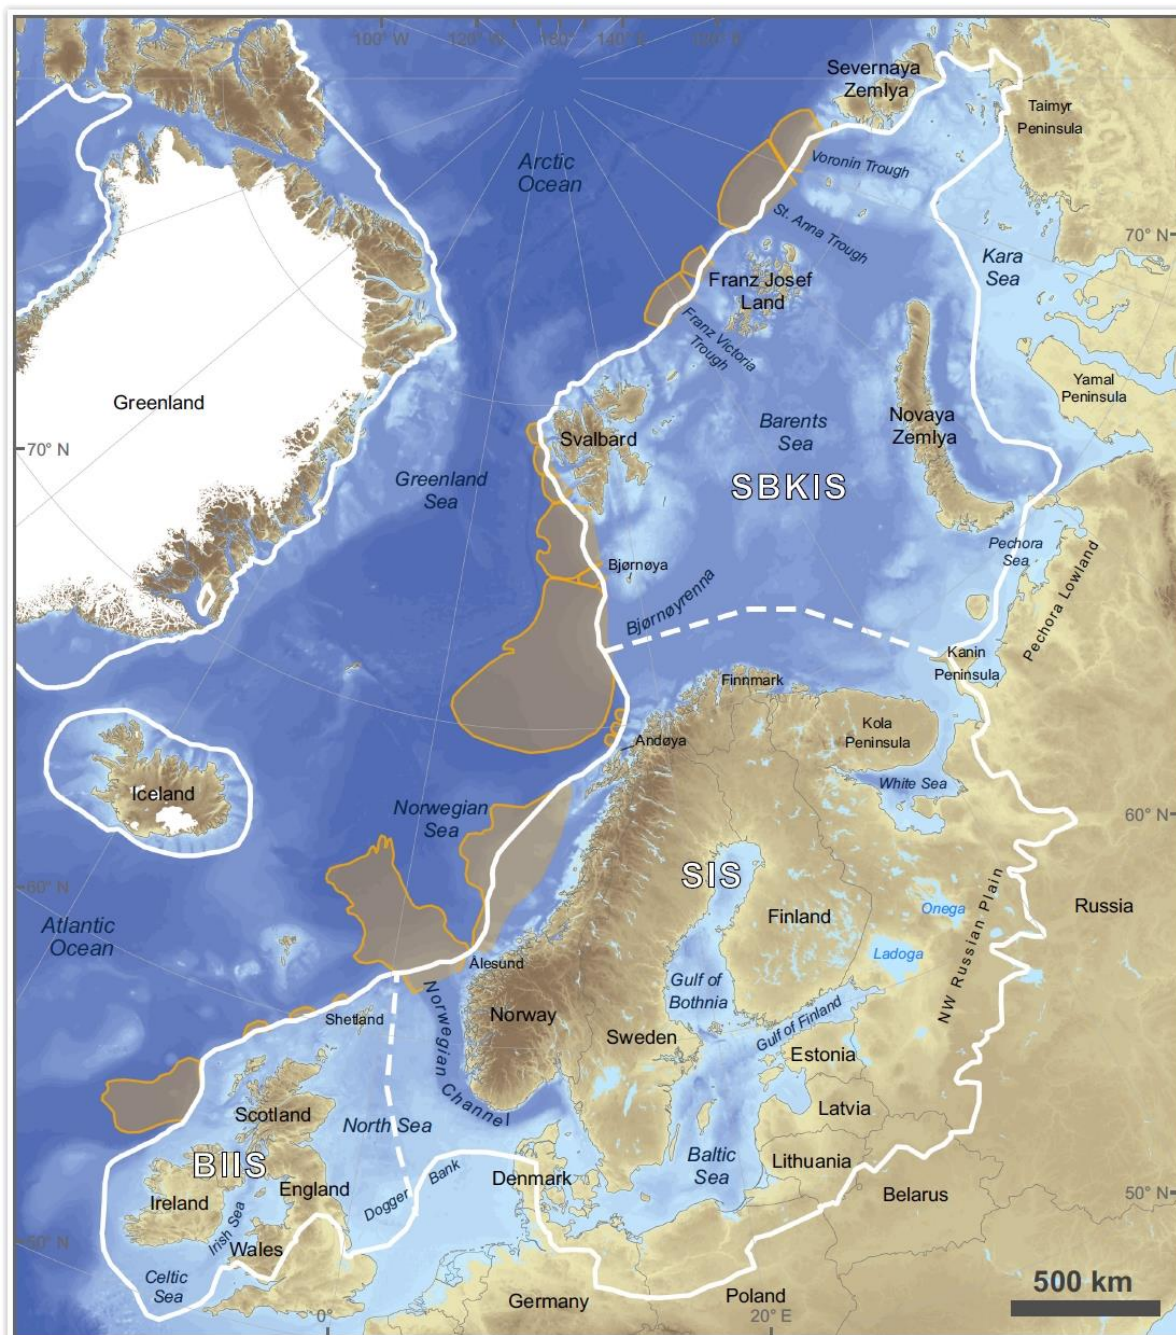 100° W
120° W
180°
140° E
Severnaya
Zemlya
Taimyr
Peninsula
Arctic
Ocean
Voronin Trough
St. Anna Trough
70° N
Kara
Sea
Franz Josef
Land
Franz Victoria
Trough
Yamal
Peninsula
Greenland
Barents
Sea
Novaya
Zemlya
Svalbard
70° N
Greenland
Sea
SBKIS
Pechora
Sea
Bjørnøya
Bjørnøyrenna
Pechora Lowland
Kanin
Peninsula
Finnmark
Kola
Peninsula
Andøya
White Sea
Iceland
Norwegian
Sea
60° N
SIS
60° N
Finland
Onega
Russia
Atlantic
Ocean
Ladoga
NW Russian Plain
Ålesund
Gulf of
Bothnia
Norwegian Channel
Shetland
Norway
Sweden
Gulf of Finland
Estonia
Scotland
North Sea
Latvia
BIIS
Baltic
Sea
Lithuania
Ireland
England
Dogger
Bank
Denmark
Belarus
50° N
Irish Sea
Wales
50° N
Celtic
Sea
500 km
Germany
Poland
0°
20° E